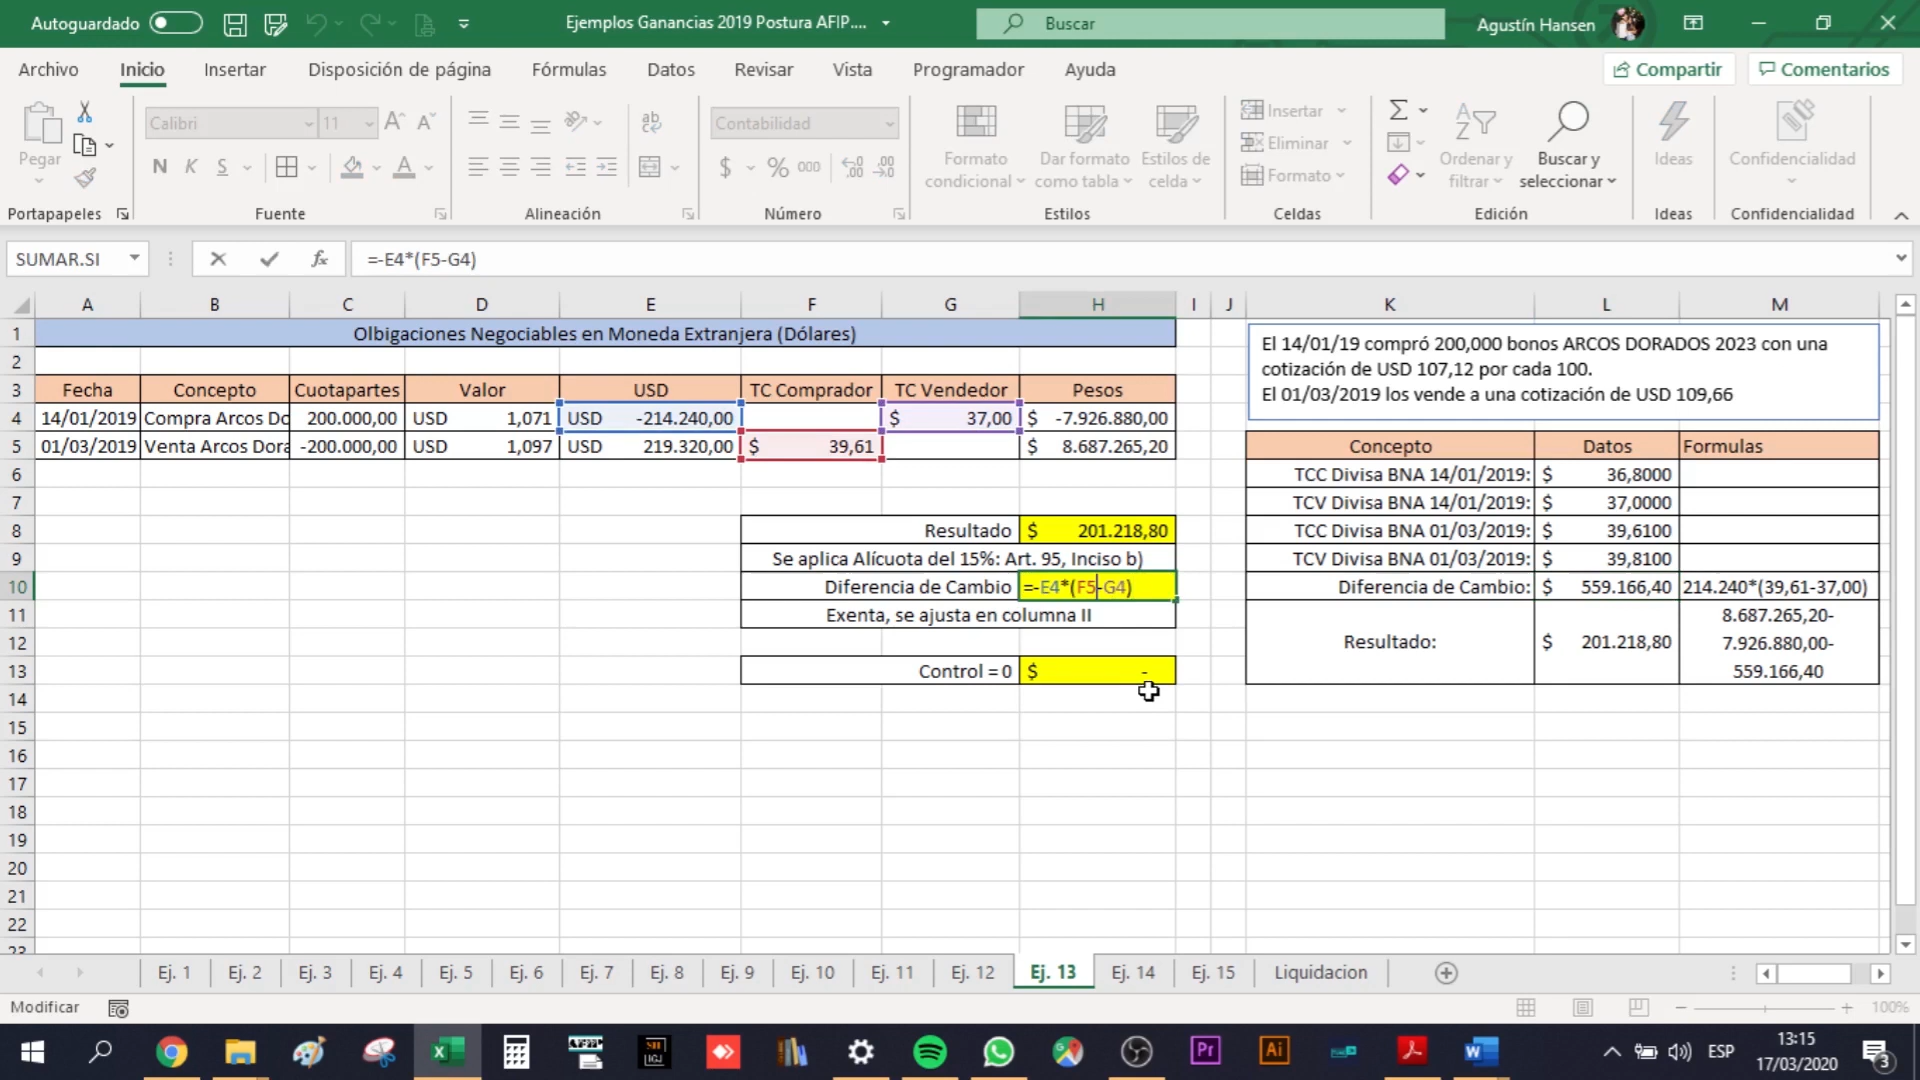 Autoguardado
Ejemplos Ganancias 2019 Postura AFIP....
Buscar
Agustín Hansen
Archivo Inicio Insertar Disposición de página Fórmulas Datos Revisar Vista Programador Ayuda
Compartir Comentarios
Pegar
Calibri 11
N K S
ab
Contabilidad
$ % 000
Formato condicional
Dar formato como tabla
Estilos de celda
Insertar
Eliminar
Formato
Ordenar y filtrar
Buscar y seleccionar
Ideas
Confidencialidad
Portapapeles Fuente Alineación Número Estilos Celdas Edición Ideas Confidencialidad
SUMAR.SI fx =-E4*(F5-G4)
A B C D E F G H I J K L M
1 Olbigaciones Negociables en Moneda Extranjera (Dólares)
El 14/01/19 compró 200,000 bonos ARCOS DORADOS 2023 con una
cotización de USD 107,12 por cada 100.
El 01/03/2019 los vende a una cotización de USD 109,66
2
3 Fecha Concepto Cuotapartes Valor USD TC Comprador TC Vendedor Pesos
4 14/01/2019 Compra Arcos Do 200.000,00 USD 1,071 USD -214.240,00 $ 37,00 $ -7.926.880,00
5 01/03/2019 Venta Arcos Dora -200.000,00 USD 1,097 USD 219.320,00 $ 39,61 $ 8.687.265,20 Concepto Datos Formulas
6 TCC Divisa BNA 14/01/2019: $ 36,8000
7 TCV Divisa BNA 14/01/2019: $ 37,0000
8 Resultado $ 201.218,80 TCC Divisa BNA 01/03/2019: $ 39,6100
9 Se aplica Alícuota del 15%: Art. 95, Inciso b) TCV Divisa BNA 01/03/2019: $ 39,8100
10 Diferencia de Cambio =-E4*(F5-G4) Diferencia de Cambio: $ 559.166,40 214.240*(39,61-37,00)
11 Exenta, se ajusta en columna II 8.687.265,20-
12 Resultado: $ 201.218,80 7.926.880,00-
13 Control = 0 $ - 559.166,40
14
15
16
17
18
19
20
21
22
23
Ej. 1 Ej. 2 Ej. 3 Ej. 4 Ej. 5 Ej. 6 Ej. 7 Ej. 8 Ej. 9 Ej. 10 Ej. 11 Ej. 12 Ej. 13 Ej. 14 Ej. 15 Liquidacion
Modificar 100%
Pr Ai ESP
13:15
17/03/2020
3